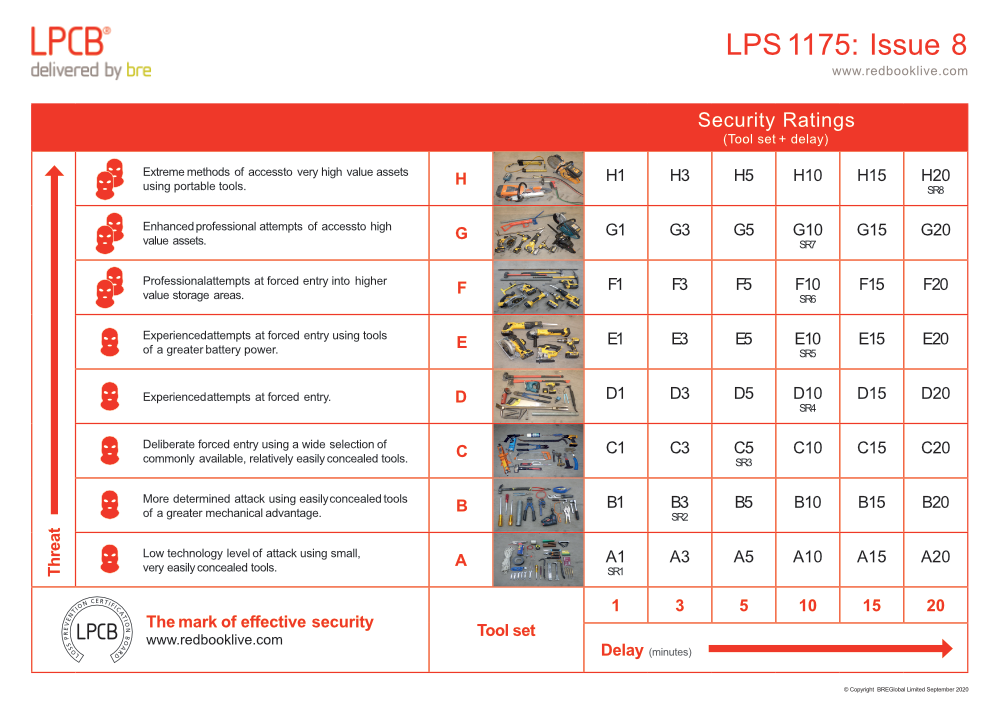 LPCB®
delivered by bre
LPS 1175: Issue 8
www.redbooklive.com
Security Ratings
(Tool set + delay)
Extreme methods of accessto very high value assets
using portable tools.
H
H1 H3 H5 H10 H15 H20
SR8
Enhanced professional attempts of accessto high
value assets.
G
G1 G3 G5 G10 G15 G20
SR7
Professionalattempts at forced entry into higher
value storage areas.
F
F1 F3 F5 F10 F15 F20
SR6
Experiencedattempts at forced entry using tools
of a greater battery power.
E
E1 E3 E5 E10 E15 E20
SR5
Experiencedattempts at forced entry.
D
D1 D3 D5 D10 D15 D20
SR4
Deliberate forced entry using a wide selection of
commonly available, relatively easily concealed tools.
C
C1 C3 C5 C10 C15 C20
SR3
More determined attack using easily concealed tools
of a greater mechanical advantage.
B
B1 B3 B5 B10 B15 B20
SR2
Low technology level of attack using small,
very easily concealed tools.
A
A1 A3 A5 A10 A15 A20
SR1
Threat
LOSS PREVENTION CERTIFICATION BOARD
LPCB
The mark of effective security
www.redbooklive.com
Tool set
1 3 5 10 15 20
Delay (minutes)
© Copyright BREGlobal Limited September 2020